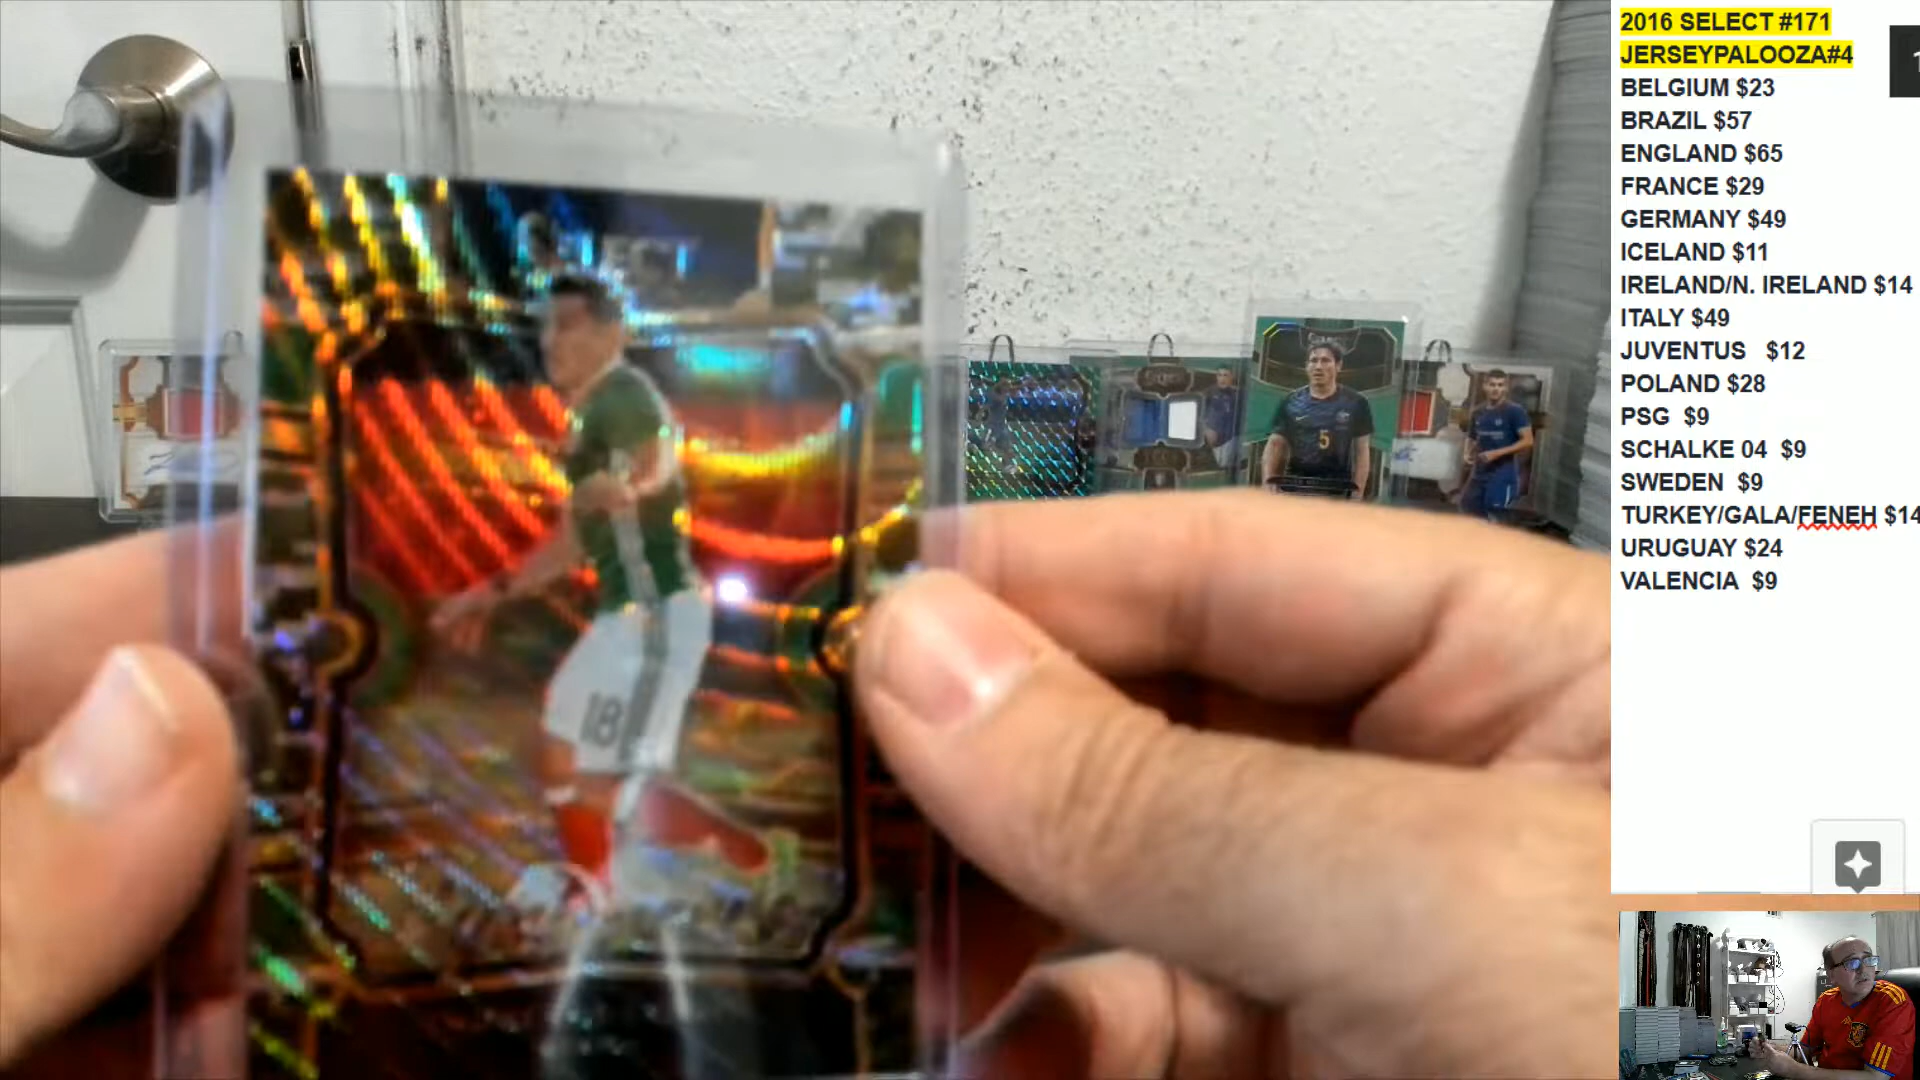 2016 SELECT #171
JERSEYPALOOZA#4
BELGIUM $23
BRAZIL $57
ENGLAND $65
FRANCE $29
GERMANY $49
ICELAND $11
IRELAND/N. IRELAND $14
ITALY $49
JUVENTUS $12
POLAND $28
PSG $9
SCHALKE 04 $9
SWEDEN $9
TURKEY/GALA/FENEH $14
URUGUAY $24
VALENCIA $9
18
5